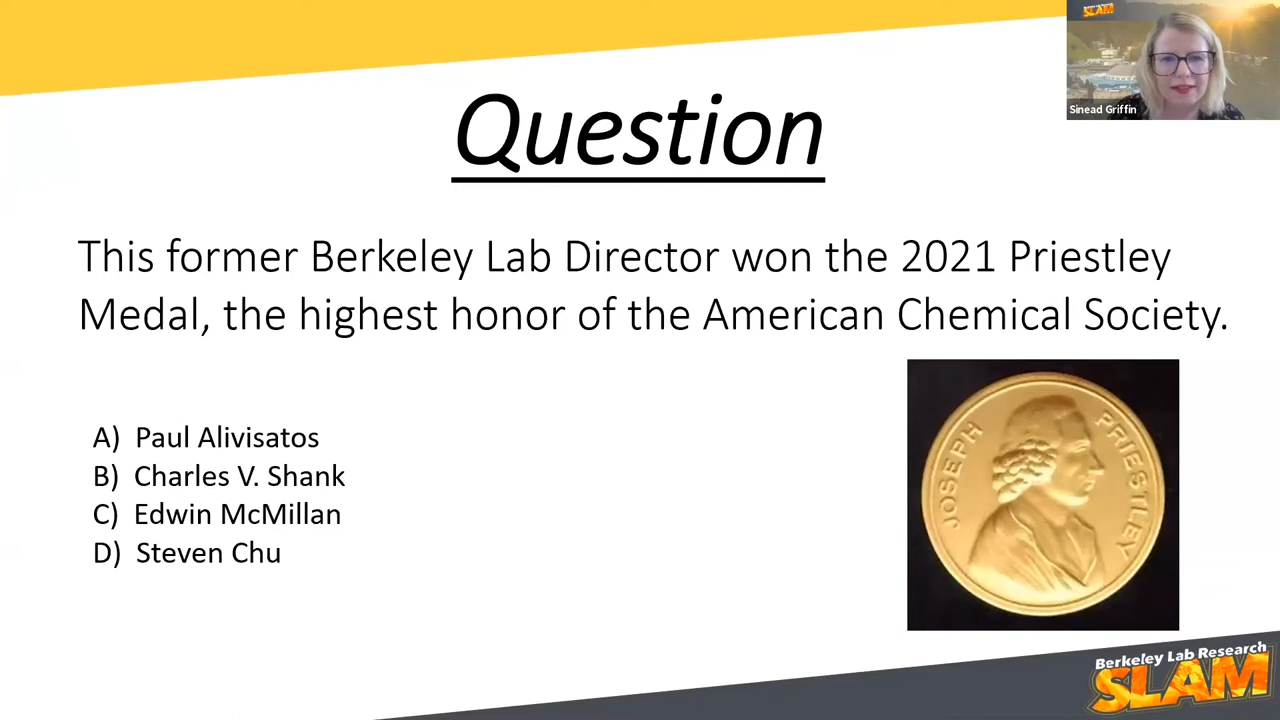 SLAM
Sinead Griffin
Question
This former Berkeley Lab Director won the 2021 Priestley
Medal, the highest honor of the American Chemical Society.
A) Paul Alivisatos
B) Charles V. Shank
C) Edwin McMillan
D) Steven Chu
JOSEPH PRIESTLEY
Berkeley Lab Research
SLAM